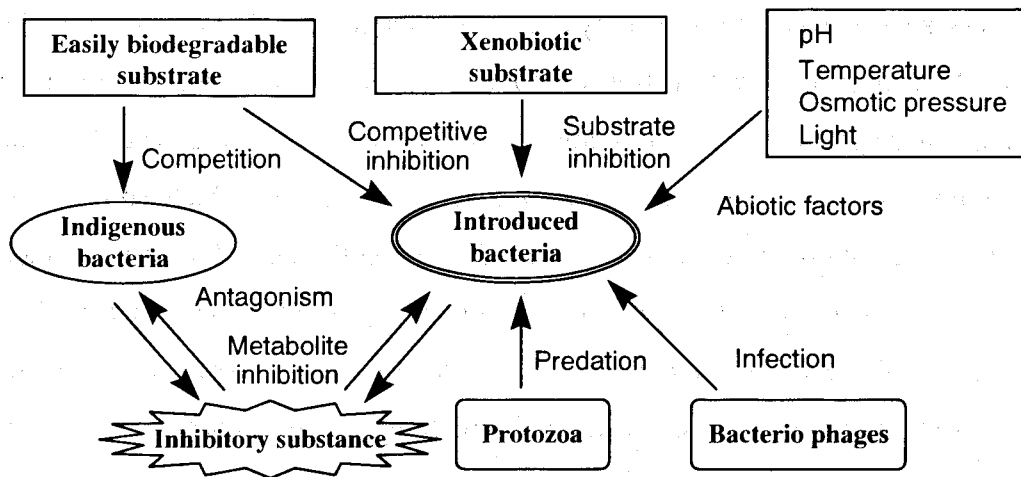 Easily biodegradable
substrate
Xenobiotic
substrate
pH
Temperature
Osmotic pressure
Light
Competition
Competitive
inhibition
Substrate
inhibition
Abiotic factors
Indigenous
bacteria
Introduced
bacteria
Antagonism
Metabolite
inhibition
Predation
Infection
Inhibitory substance
Protozoa
Bacterio phages